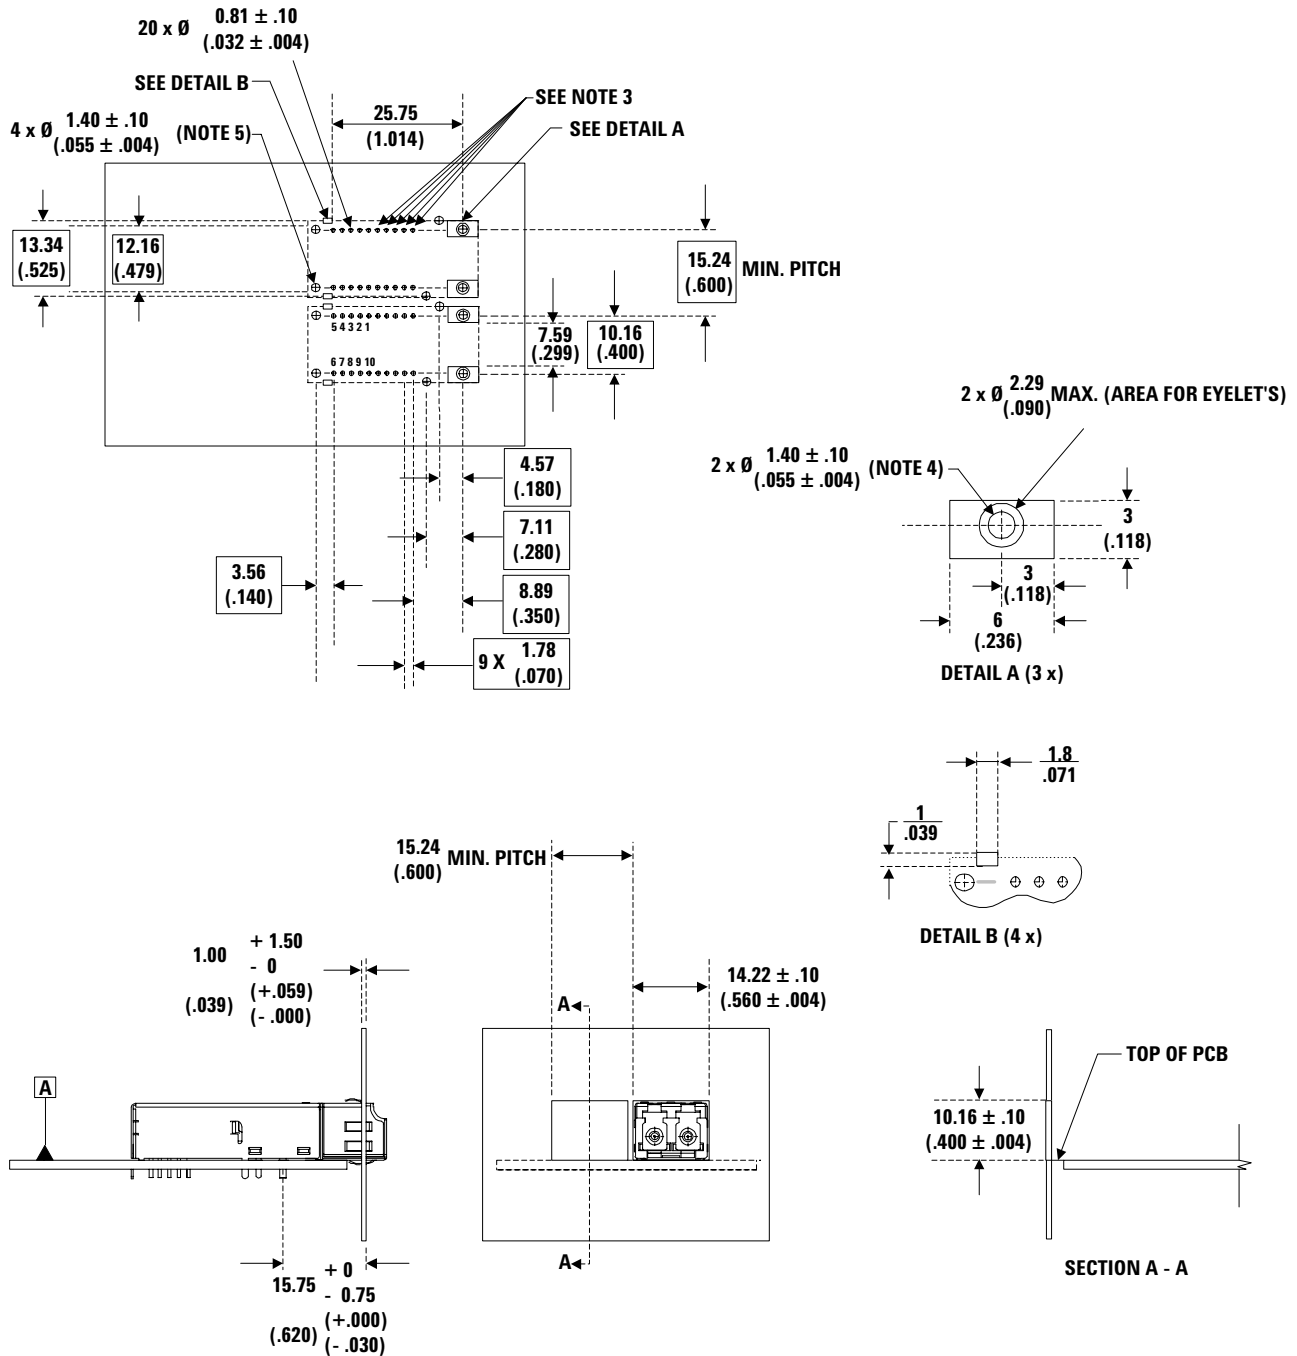 20 x Ø 0.81 ± .10
(.032 ± .004)
SEE DETAIL B
4 x Ø 1.40 ± .10
(.055 ± .004)
(NOTE 5)
25.75
(1.014)
SEE NOTE 3
SEE DETAIL A
13.34
(.525)
12.16
(.479)
15.24
(.600)
MIN. PITCH
5 4 3 2 1
6 7 8 9 10
7.59
(.299)
10.16
(.400)
4.57
(.180)
7.11
(.280)
3.56
(.140)
8.89
(.350)
9 X 1.78
(.070)
2 x Ø 2.29
(.090)
MAX. (AREA FOR EYELET'S)
2 x Ø 1.40 ± .10
(.055 ± .004)
(NOTE 4)
3
(.118)
3
(.118)
6
(.236)
DETAIL A (3 x)
1.8
.071
1
.039
DETAIL B (4 x)
15.24
(.600)
MIN. PITCH
1.00
+ 1.50
- 0
(.039)
(+.059)
(- .000)
A
14.22 ± .10
(.560 ± .004)
A
A
15.75
+ 0
- 0.75
(.620)
(+.000)
(- .030)
TOP OF PCB
10.16 ± .10
(.400 ± .004)
SECTION A - A